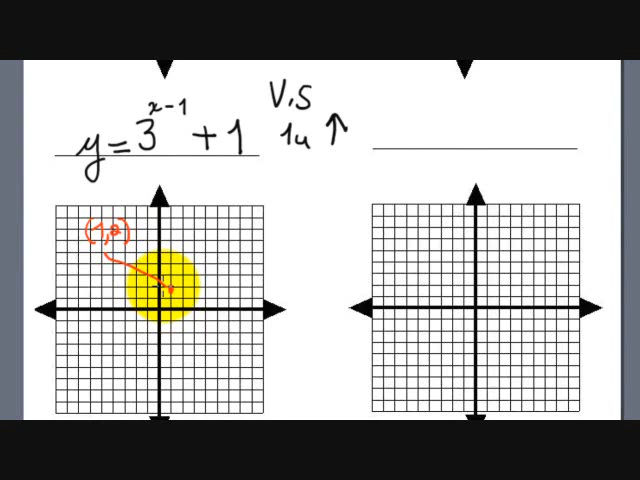 y = 3^{x-1} + 1
V.S
1u ↑
(1,2)